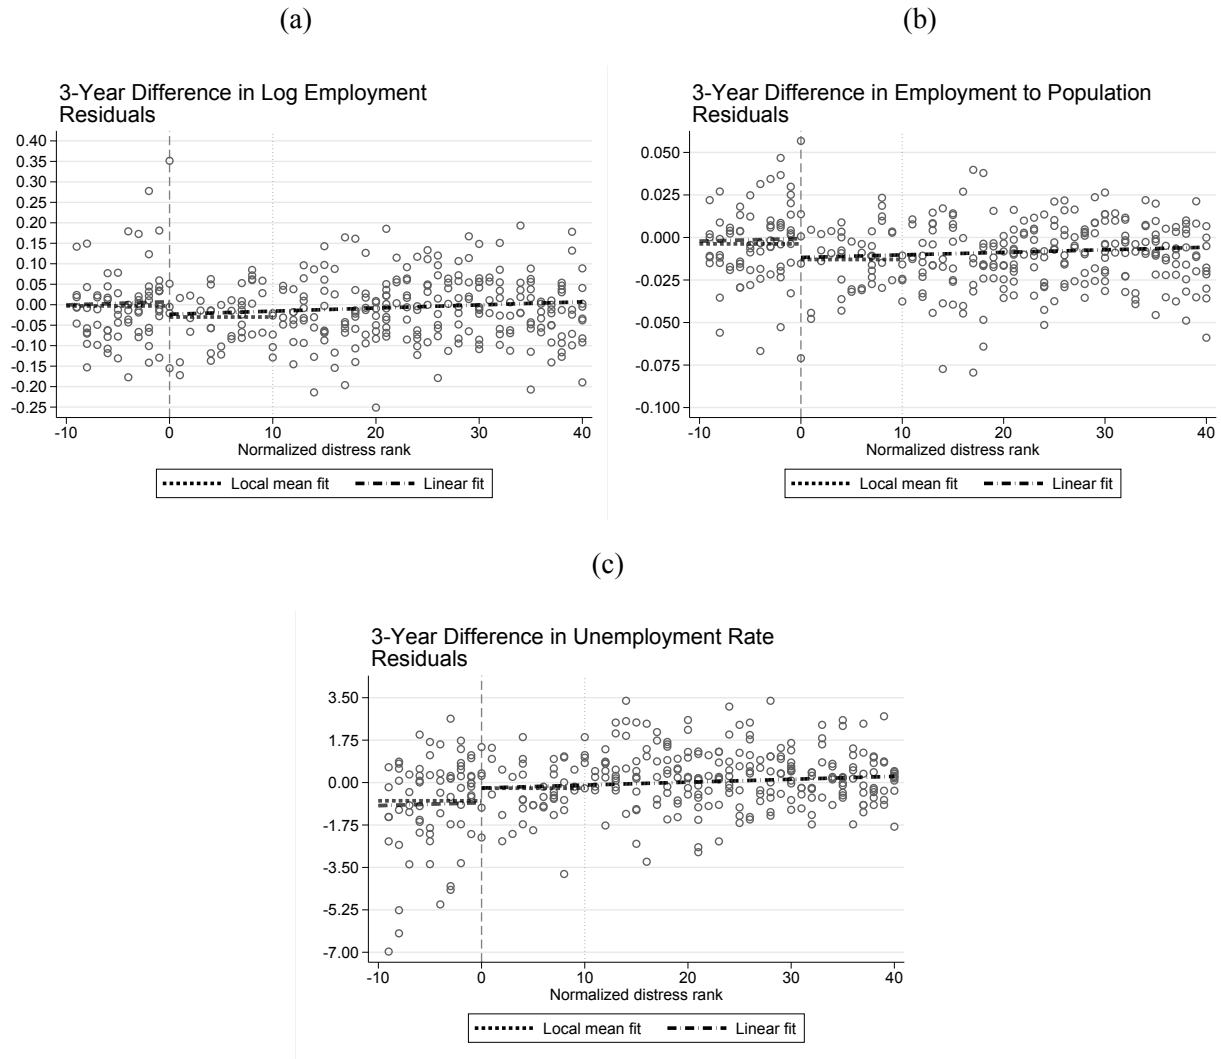 (a)
3-Year Difference in Log Employment
Residuals
0.40
0.35
0.30
0.25
0.20
0.15
0.10
0.05
0.00
-0.05
-0.10
-0.15
-0.20
-0.25
-10 0 10 20 30 40
Normalized distress rank
Local mean fit Linear fit
(b)
3-Year Difference in Employment to Population
Residuals
0.050
0.025
0.000
-0.025
-0.050
-0.075
-0.100
-10 0 10 20 30 40
Normalized distress rank
Local mean fit Linear fit
(c)
3-Year Difference in Unemployment Rate
Residuals
3.50
1.75
0.00
-1.75
-3.50
-5.25
-7.00
-10 0 10 20 30 40
Normalized distress rank
Local mean fit Linear fit